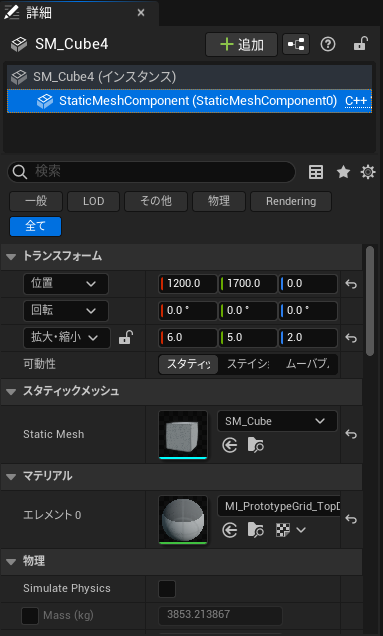 詳細
SM_Cube4
追加
SM_Cube4 (インスタンス)
StaticMeshComponent (StaticMeshComponent0) C++
検索
一般 LOD その他 物理 Rendering
全て
トランスフォーム
位置 1200.0 1700.0 0.0
回転 0.0 ° 0.0 ° 0.0 °
拡大・縮小 6.0 5.0 2.0
可動性 スタティッ ステイシ ムーバブ
スタティックメッシュ
Static Mesh SM_Cube
マテリアル
エレメント 0 MI_PrototypeGrid_TopD
物理
Simulate Physics
Mass (kg) 3853.213867